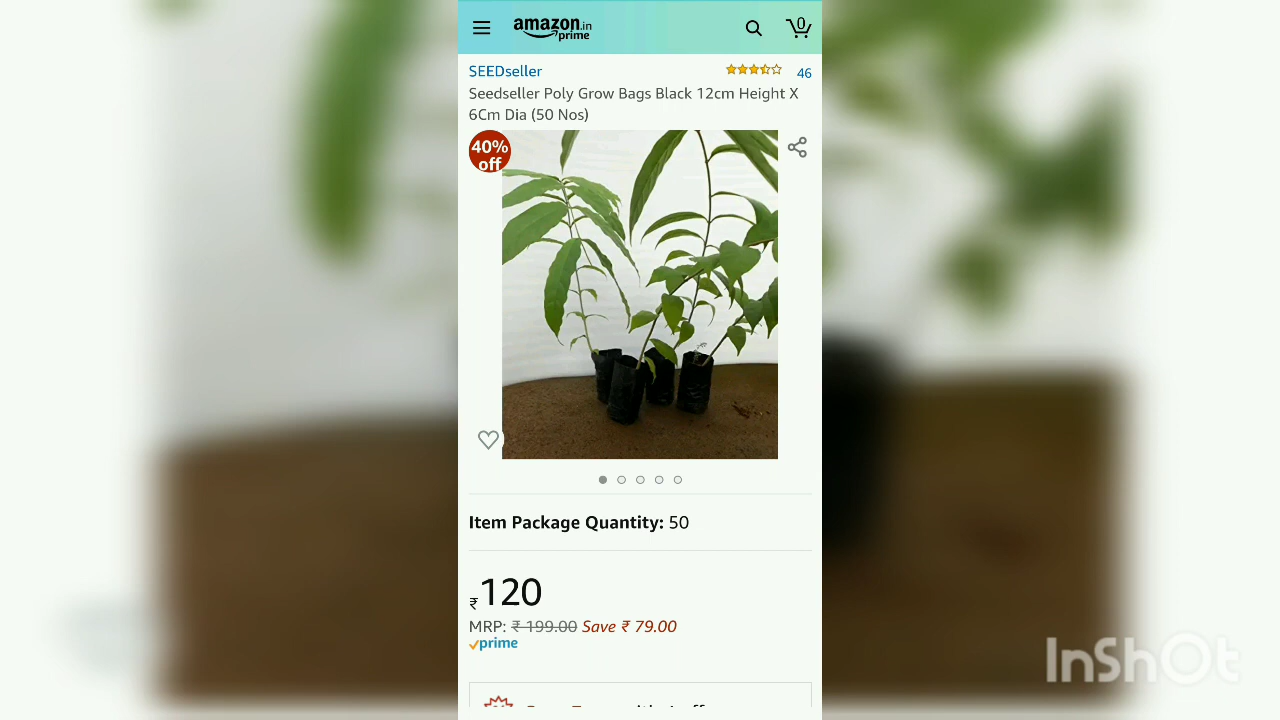 amazon.in
prime
0
SEEDseller
46
Seedseller Poly Grow Bags Black 12cm Height X
6Cm Dia (50 Nos)
40%
off
Item Package Quantity: 50
₹120
MRP: ₹ 199.00 Save ₹ 79.00
prime
InShOt